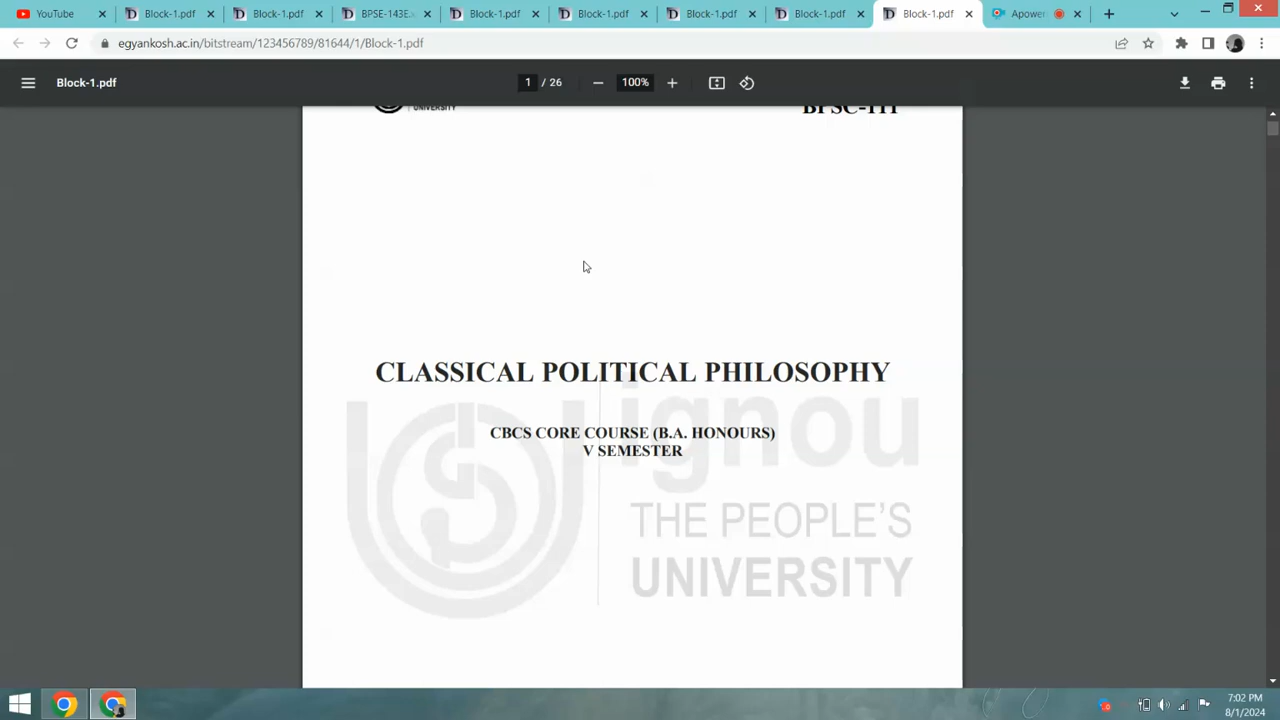 YouTube
Block-1.pdf
Block-1.pdf
BPSE-143E
Block-1.pdf
Block-1.pdf
Block-1.pdf
Block-1.pdf
Block-1.pdf
Apower
egyankosh.ac.in/bitstream/123456789/81644/1/Block-1.pdf
Block-1.pdf
1 / 26
100%
UNIVERSITY
BPSC-111
CLASSICAL POLITICAL PHILOSOPHY
CBCS CORE COURSE (B.A. HONOURS)
V SEMESTER
ignou
THE PEOPLE'S
UNIVERSITY
7:02 PM
8/1/2024